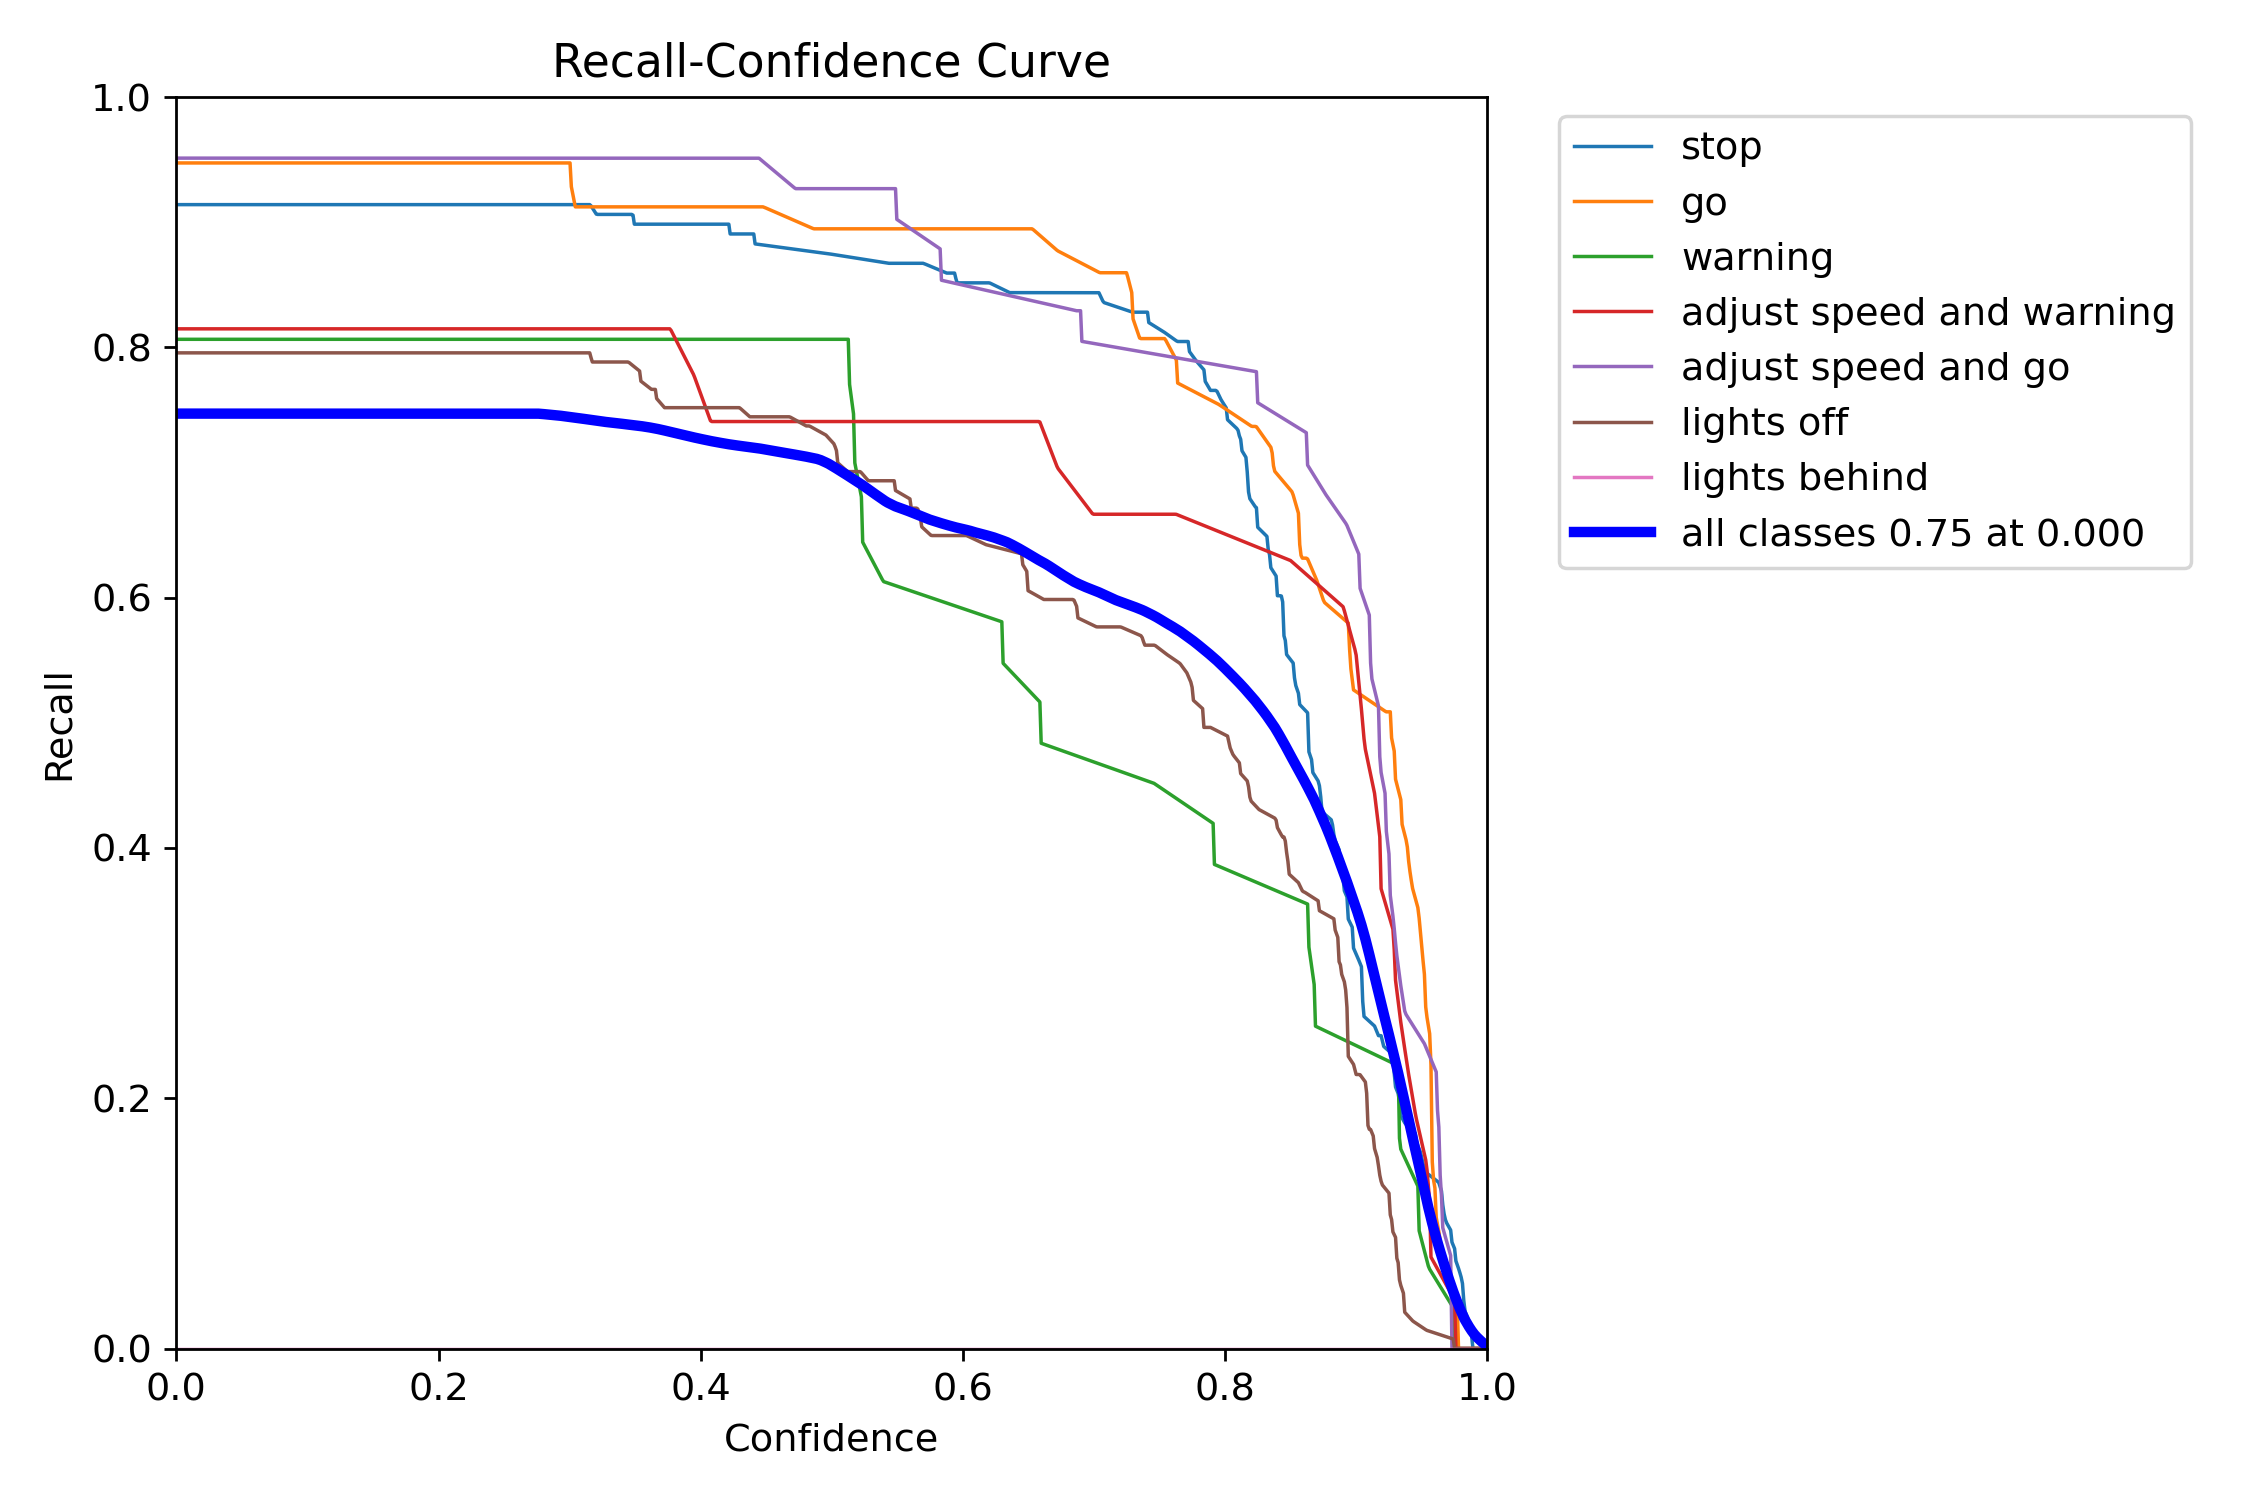 Recall-Confidence Curve
1.0
0.8
0.6
0.4
0.2
0.0
Recall
0.0 0.2 0.4 0.6 0.8 1.0
Confidence
stop
go
warning
adjust speed and warning
adjust speed and go
lights off
lights behind
all classes 0.75 at 0.000